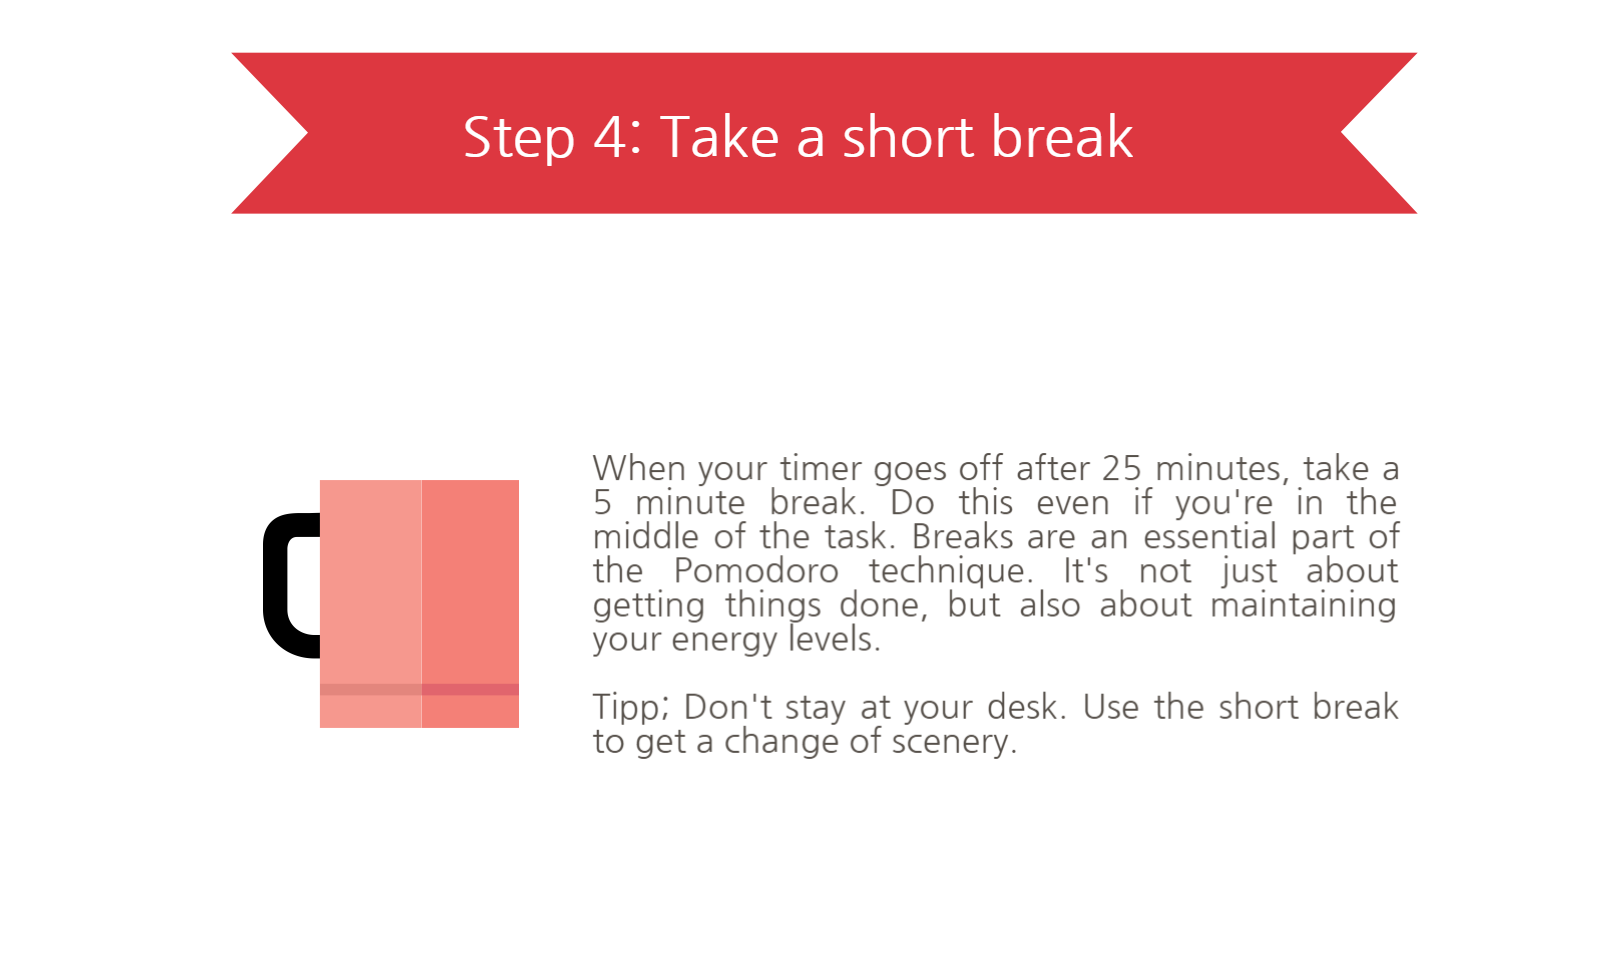 Step 4: Take a short break
When your timer goes off after 25 minutes, take a
5 minute break. Do this even if you're in the
middle of the task. Breaks are an essential part of
the Pomodoro technique. It's not just about
getting things done, but also about maintaining
your energy levels.
Tipp; Don't stay at your desk. Use the short break
to get a change of scenery.